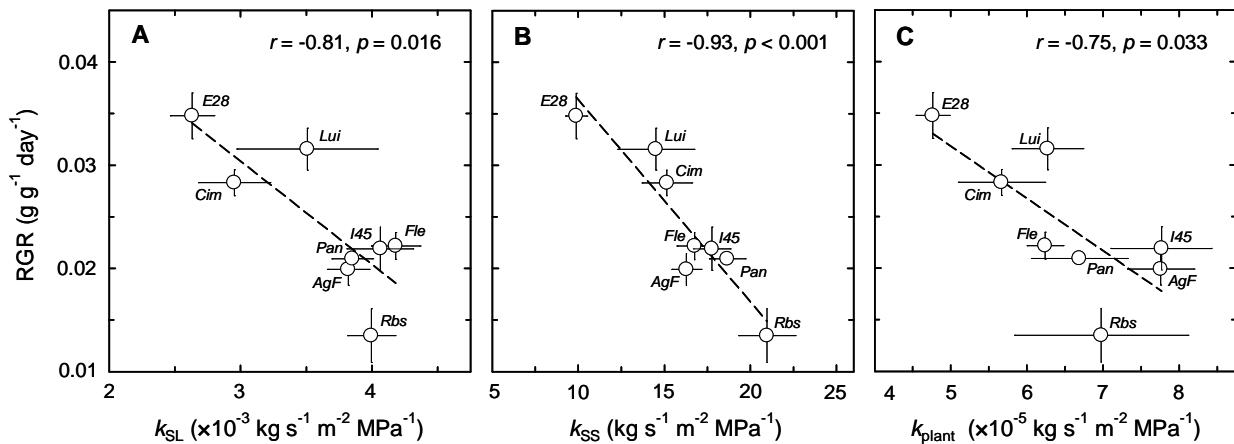 A
r = -0.81, p = 0.016
B
r = -0.93, p < 0.001
C
r = -0.75, p = 0.033
0.04
0.03
0.02
0.01
RGR (g g⁻¹ day⁻¹)
E28
Lui
Cim
I45
Fle
Pan
AgF
Rbs
E28
Lui
Cim
Fle
I45
Pan
AgF
Rbs
E28
Lui
Cim
Fle
I45
Pan
AgF
Rbs
2 3 4
5 10 15 20 25
4 5 6 7 8
k_SL (×10⁻³ kg s⁻¹ m⁻² MPa⁻¹)
k_SS (kg s⁻¹ m⁻² MPa⁻¹)
k_plant (×10⁻⁵ kg s⁻¹ m⁻² MPa⁻¹)